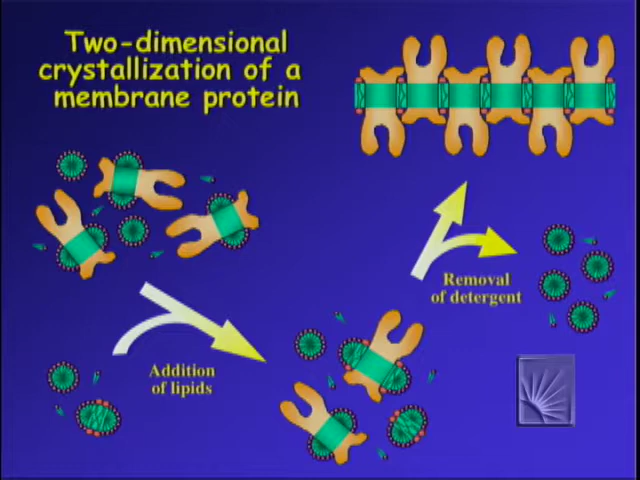 Two-dimensional
crystallization of a
membrane protein
Removal
of detergent
Addition
of lipids